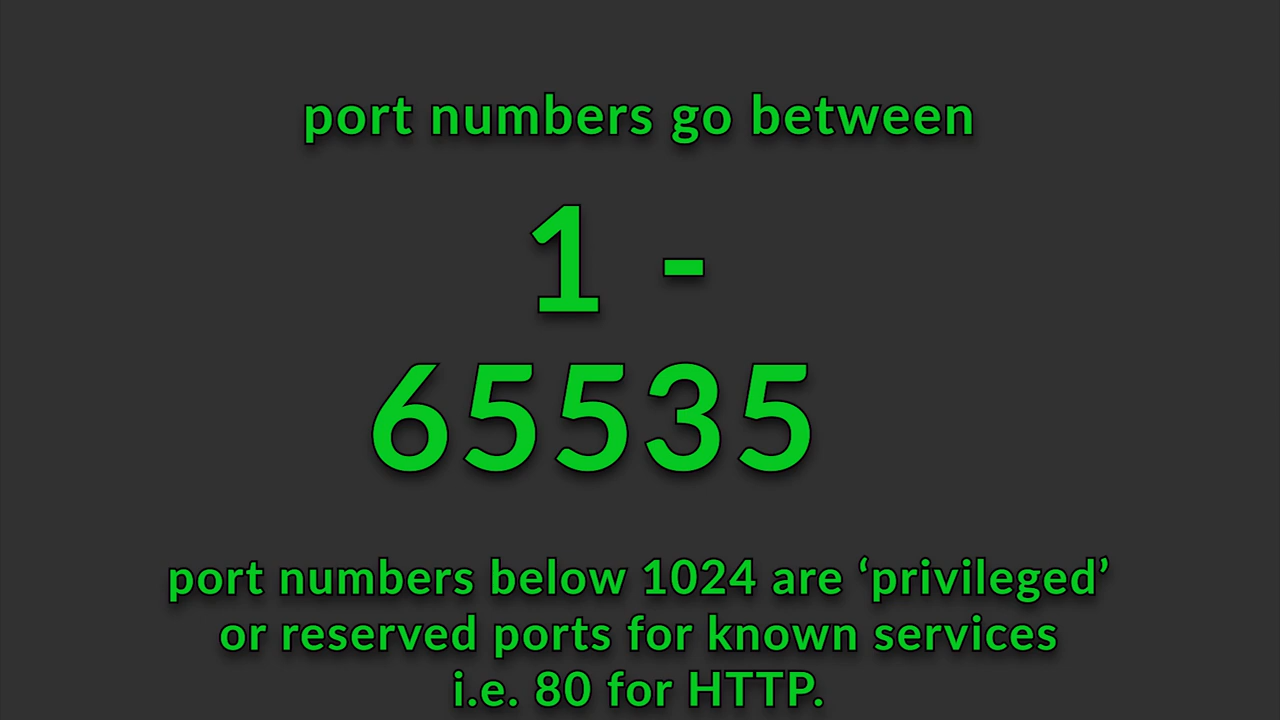 port numbers go between
1 -
65535
port numbers below 1024 are ‘privileged’
or reserved ports for known services
i.e. 80 for HTTP.